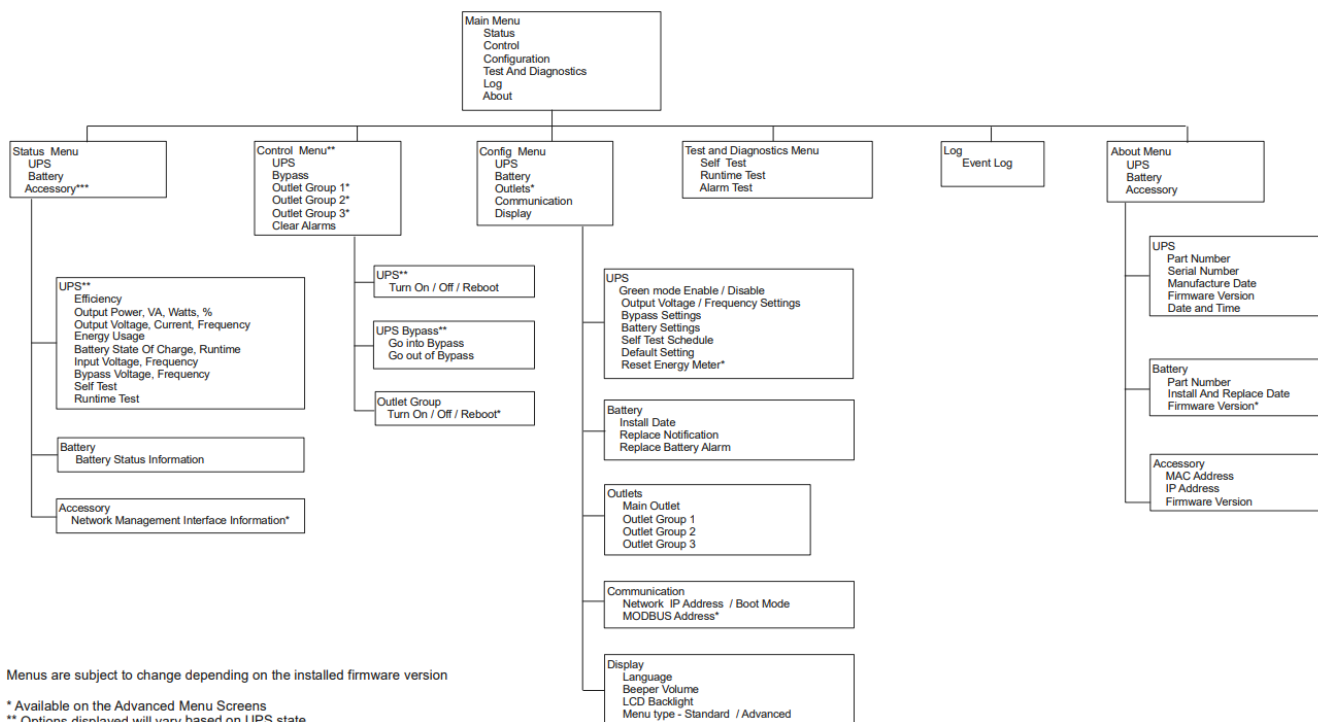 Main Menu
Status
Control
Configuration
Test And Diagnostics
Log
About
Status Menu
UPS
Battery
Accessory***
Control Menu**
UPS
Bypass
Outlet Group 1*
Outlet Group 2*
Outlet Group 3*
Clear Alarms
Config Menu
UPS
Battery
Outlets*
Communication
Display
Test and Diagnostics Menu
Self Test
Runtime Test
Alarm Test
Log
Event Log
About Menu
UPS
Battery
Accessory
UPS**
Efficiency
Output Power, VA, Watts, %
Output Voltage, Current, Frequency
Energy Usage
Battery State Of Charge, Runtime
Input Voltage, Frequency
Bypass Voltage, Frequency
Self Test
Runtime Test
Battery
Battery Status Information
Accessory
Network Management Interface Information*
UPS**
Turn On / Off / Reboot
UPS Bypass**
Go into Bypass
Go out of Bypass
Outlet Group
Turn On / Off / Reboot*
UPS
Green mode Enable / Disable
Output Voltage / Frequency Settings
Bypass Settings
Battery Settings
Self Test Schedule
Default Setting
Reset Energy Meter*
Battery
Install Date
Replace Notification
Replace Battery Alarm
Outlets
Main Outlet
Outlet Group 1
Outlet Group 2
Outlet Group 3
Communication
Network IP Address / Boot Mode
MODBUS Address*
Display
Language
Beeper Volume
LCD Backlight
Menu type - Standard / Advanced
UPS
Part Number
Serial Number
Manufacture Date
Firmware Version
Date and Time
Battery
Part Number
Install And Replace Date
Firmware Version*
Accessory
MAC Address
IP Address
Firmware Version
Menus are subject to change depending on the installed firmware version
* Available on the Advanced Menu Screens
** Options displayed will vary based on UPS state